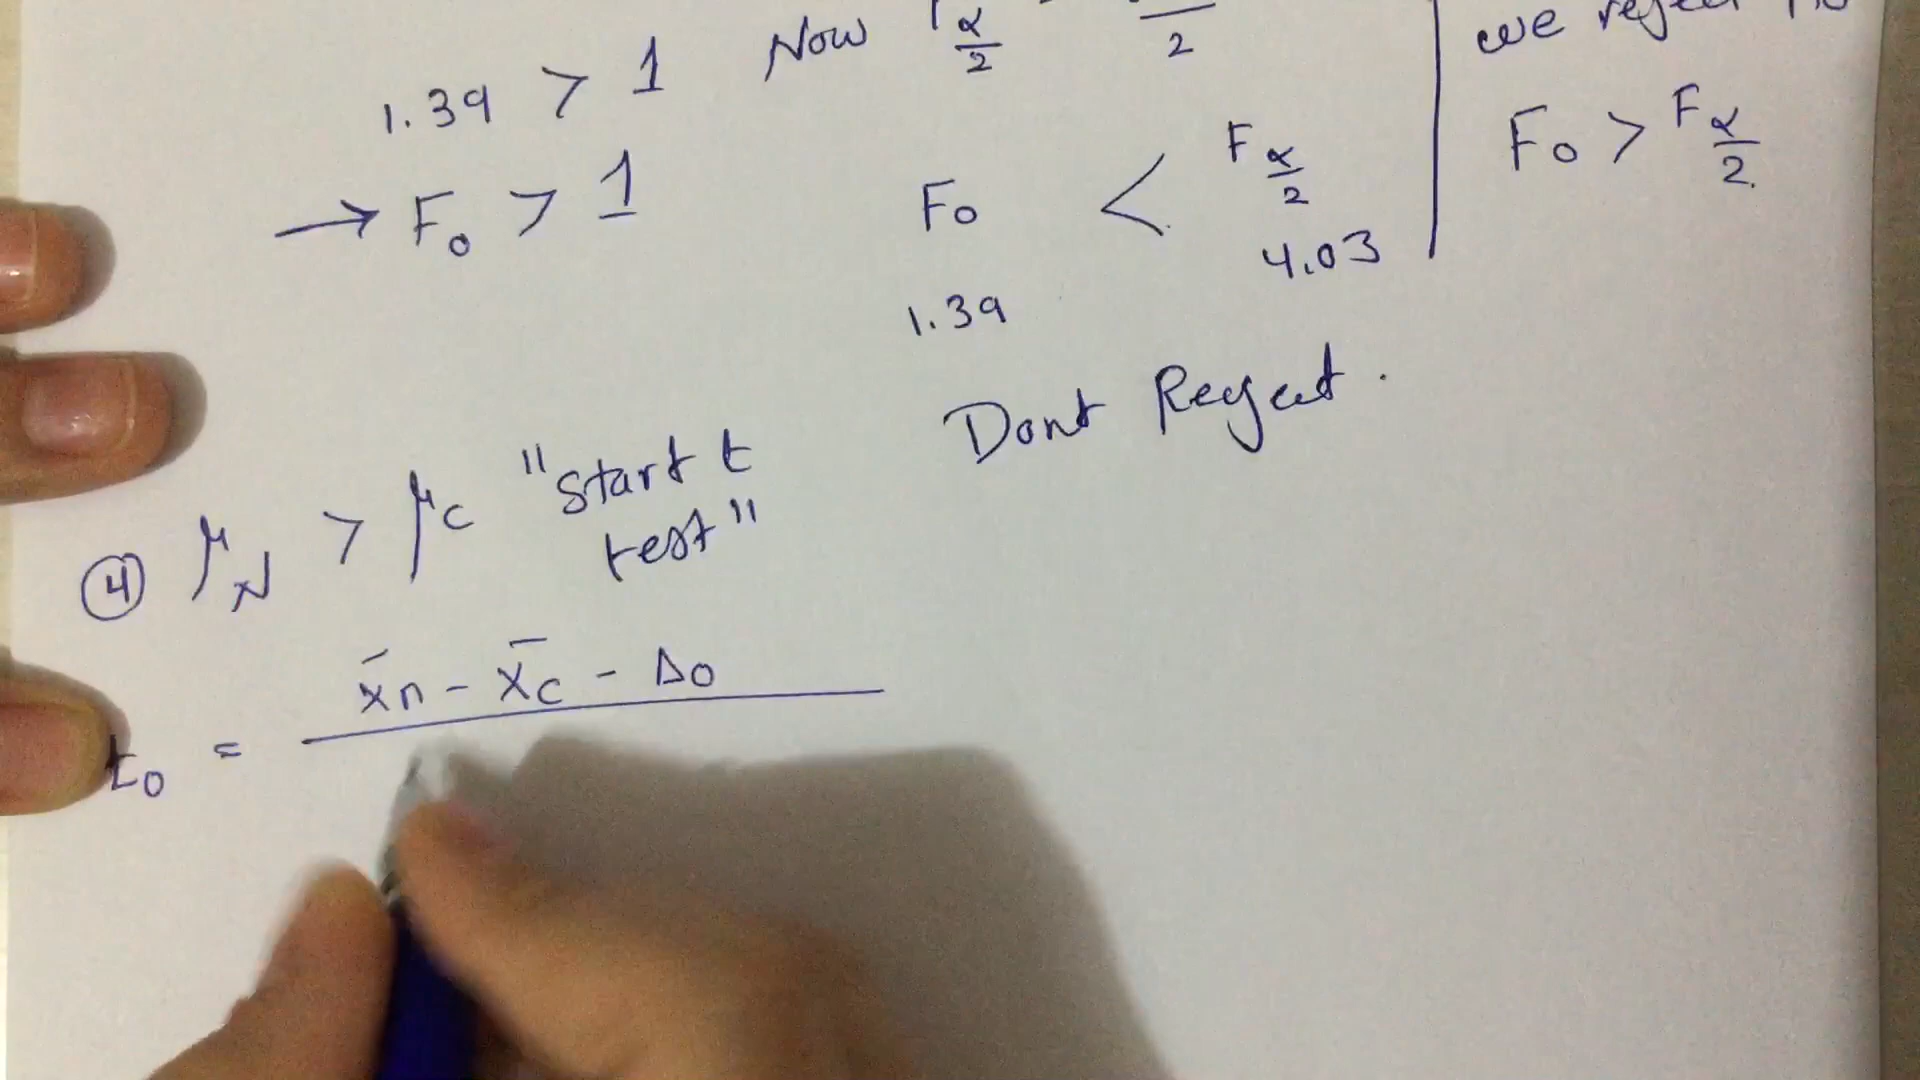 1.39 > 1
→ F₀ > 1
Now
F₀ < F α/2
1.39 4.03
Dont Reject.
we reject
F₀ > F α/2
④ μN > μc "start t
test"
t₀ = x̄n - x̄c - Δ₀